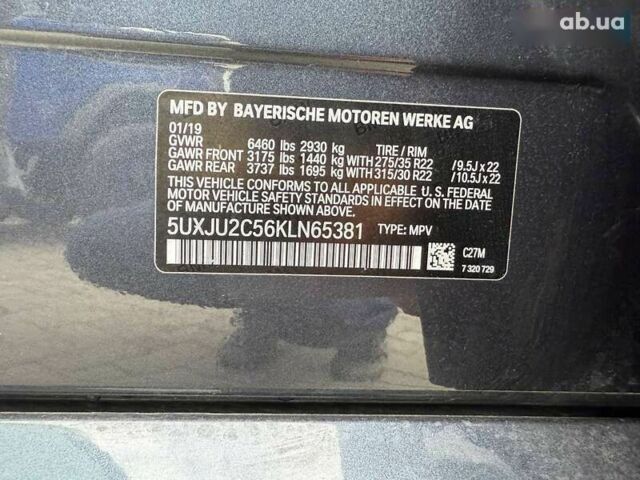 ab.ua
MFD BY BAYERISCHE MOTOREN WERKE AG
01/19
GVWR 6460 lbs 2930 kg TIRE / RIM
GAWR FRONT 3175 lbs 1440 kg WITH 275/35 R22 /9.5J x 22
GAWR REAR 3737 lbs 1695 kg WITH 315/30 R22 /10.5J x 22
THIS VEHICLE CONFORMS TO ALL APPLICABLE U. S. FEDERAL
MOTOR VEHICLE SAFETY STANDARDS IN EFFECT ON THE DATE
OF MANUFACTURE SHOWN ABOVE.
5UXJU2C56KLN65381 TYPE: MPV
C27M
7 320 729